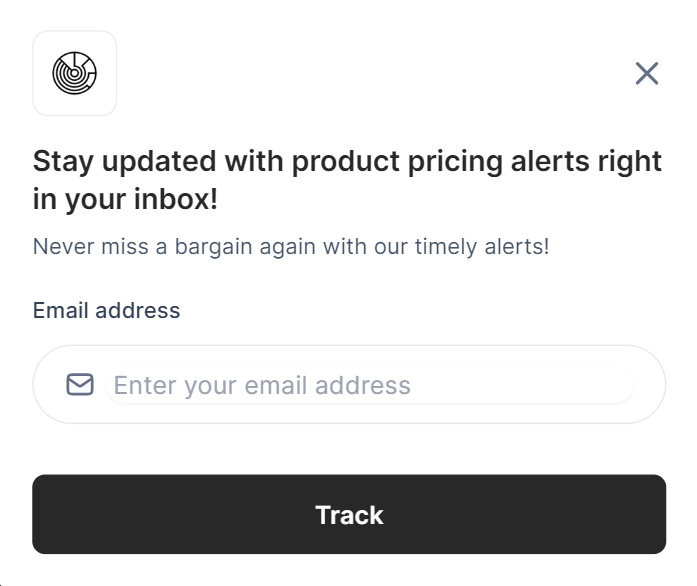 Stay updated with product pricing alerts right
in your inbox!
Never miss a bargain again with our timely alerts!
Email address
Enter your email address
Track